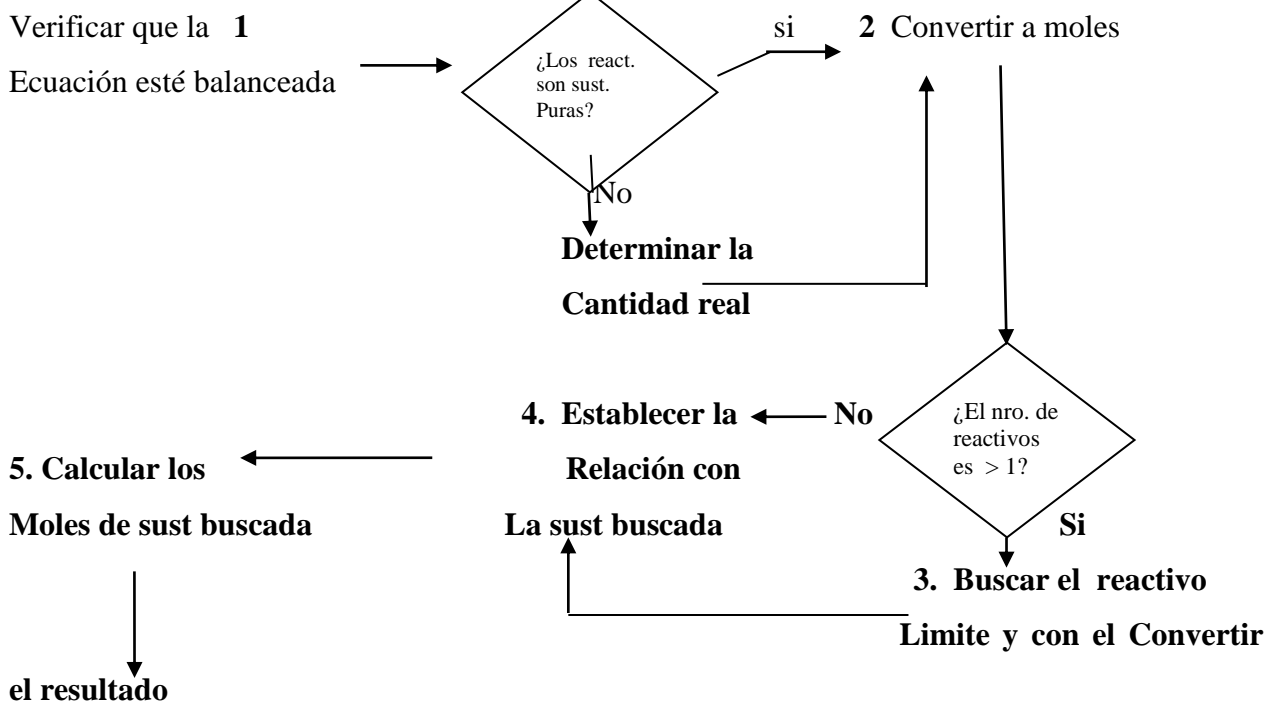 Verificar que la 1
Ecuación esté balanceada
¿Los react.
son sust.
Puras?
si
2 Convertir a moles
No
Determinar la
Cantidad real
¿El nro. de
reactivos
es > 1?
No
4. Establecer la
Relación con
La sust buscada
Si
3. Buscar el reactivo
Limite y con el Convertir
5. Calcular los
Moles de sust buscada
el resultado